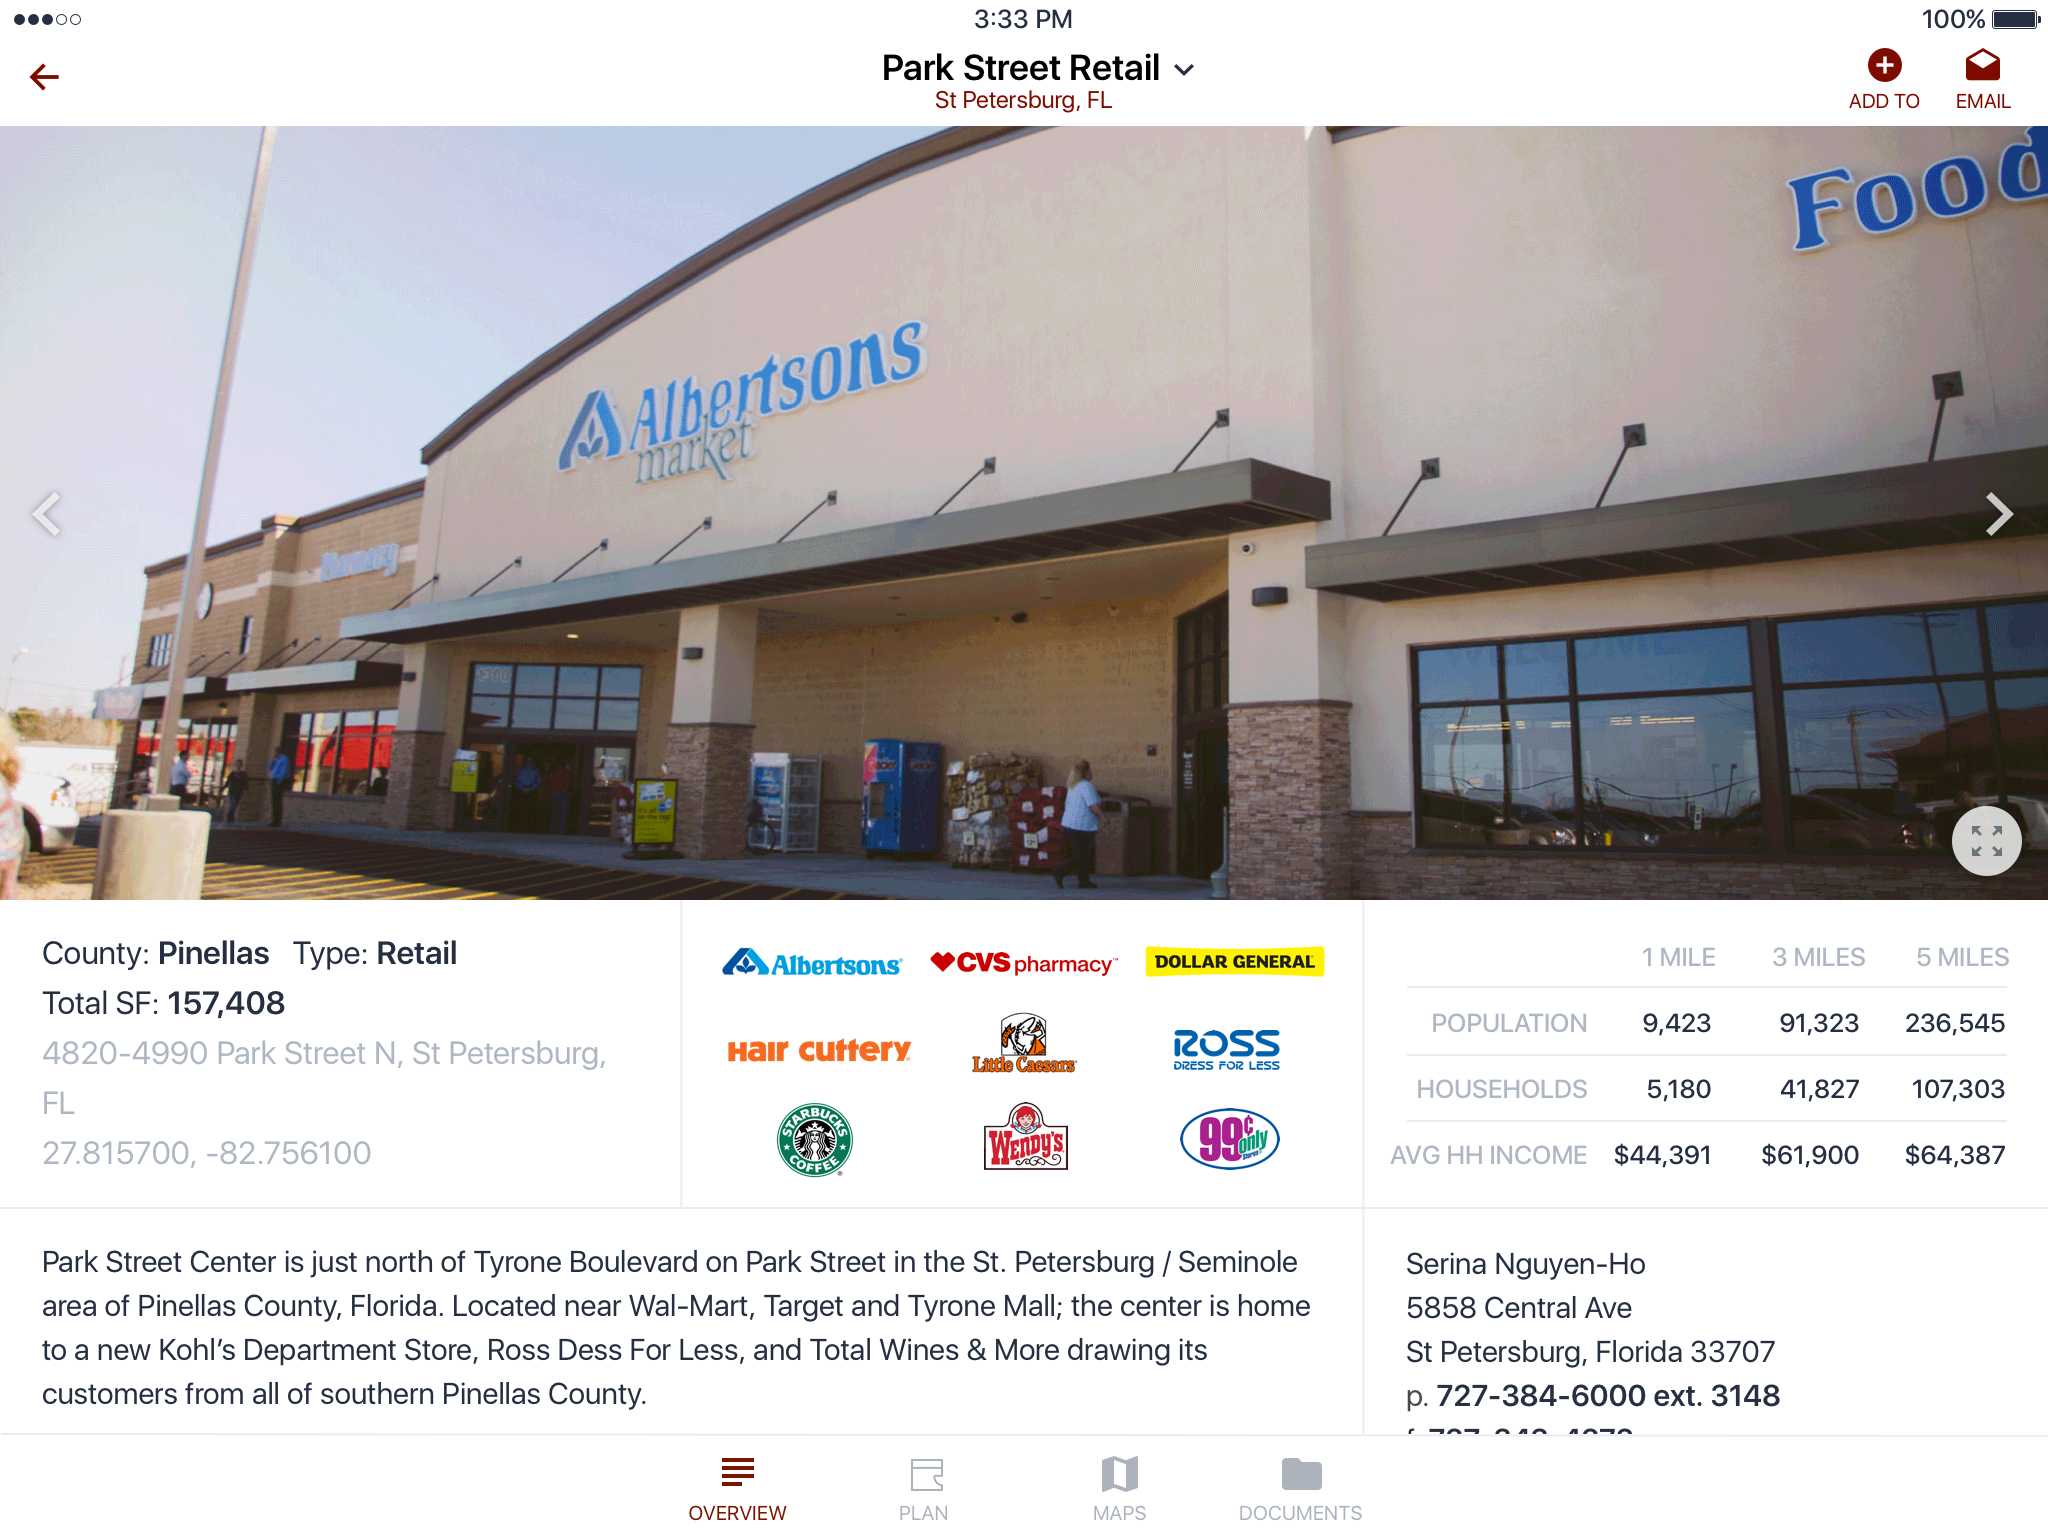 3:33 PM
100%
Park Street Retail
St Petersburg, FL
ADD TO
EMAIL
Food
Albertsons
market
Pharmacy
County: Pinellas Type: Retail
Total SF: 157,408
4820-4990 Park Street N, St Petersburg,
FL
27.815700, -82.756100
Albertsons
CVS pharmacy™
DOLLAR GENERAL
HAIR CUTTERY
Little Caesars
ROSS
DRESS FOR LESS
STARBUCKS
COFFEE
WENDY'S
99¢
only
Stores
1 MILE 3 MILES 5 MILES
POPULATION 9,423 91,323 236,545
HOUSEHOLDS 5,180 41,827 107,303
AVG HH INCOME $44,391 $61,900 $64,387
Park Street Center is just north of Tyrone Boulevard on Park Street in the St. Petersburg / Seminole
area of Pinellas County, Florida. Located near Wal-Mart, Target and Tyrone Mall; the center is home
to a new Kohl’s Department Store, Ross Dess For Less, and Total Wines & More drawing its
customers from all of southern Pinellas County.
Serina Nguyen-Ho
5858 Central Ave
St Petersburg, Florida 33707
p. 727-384-6000 ext. 3148
OVERVIEW
PLAN
MAPS
DOCUMENTS